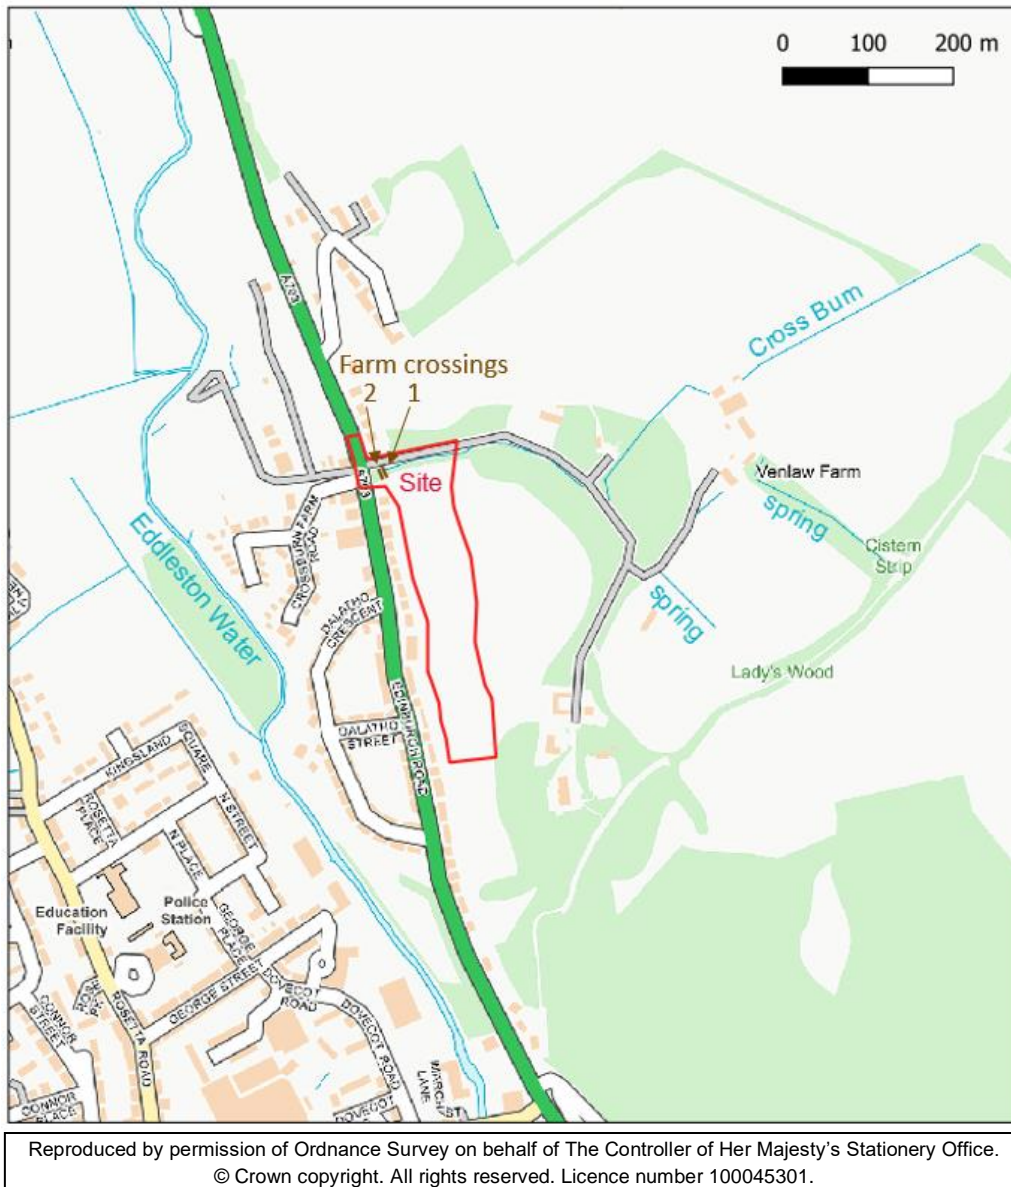 0 100 200 m
A703
Cross Burn
Farm crossings
2 1
Site
Venlaw Farm
A703
spring
Cistern
Strip
CROSSBURN FARM
ROAD
Eddleston Water
DALATHO
CRESCENT
spring
Lady's Wood
EDINBURGH ROAD
DALATHO
STREET
KINGSLAND
SQUARE
ROSETTA
PLACE
N STREET
N PLACE
Education
Facility
Police
Station
GEORGE
PLACE
GEORGE STREET
DOVECOT
ROAD
DOVECOT ROAD
ROSETTA ROAD
CONNOR
STREET
MARCH ST
LANE
CONNOR
PLACE
DOVECOT
Reproduced by permission of Ordnance Survey on behalf of The Controller of Her Majesty's Stationery Office.
© Crown copyright. All rights reserved. Licence number 100045301.